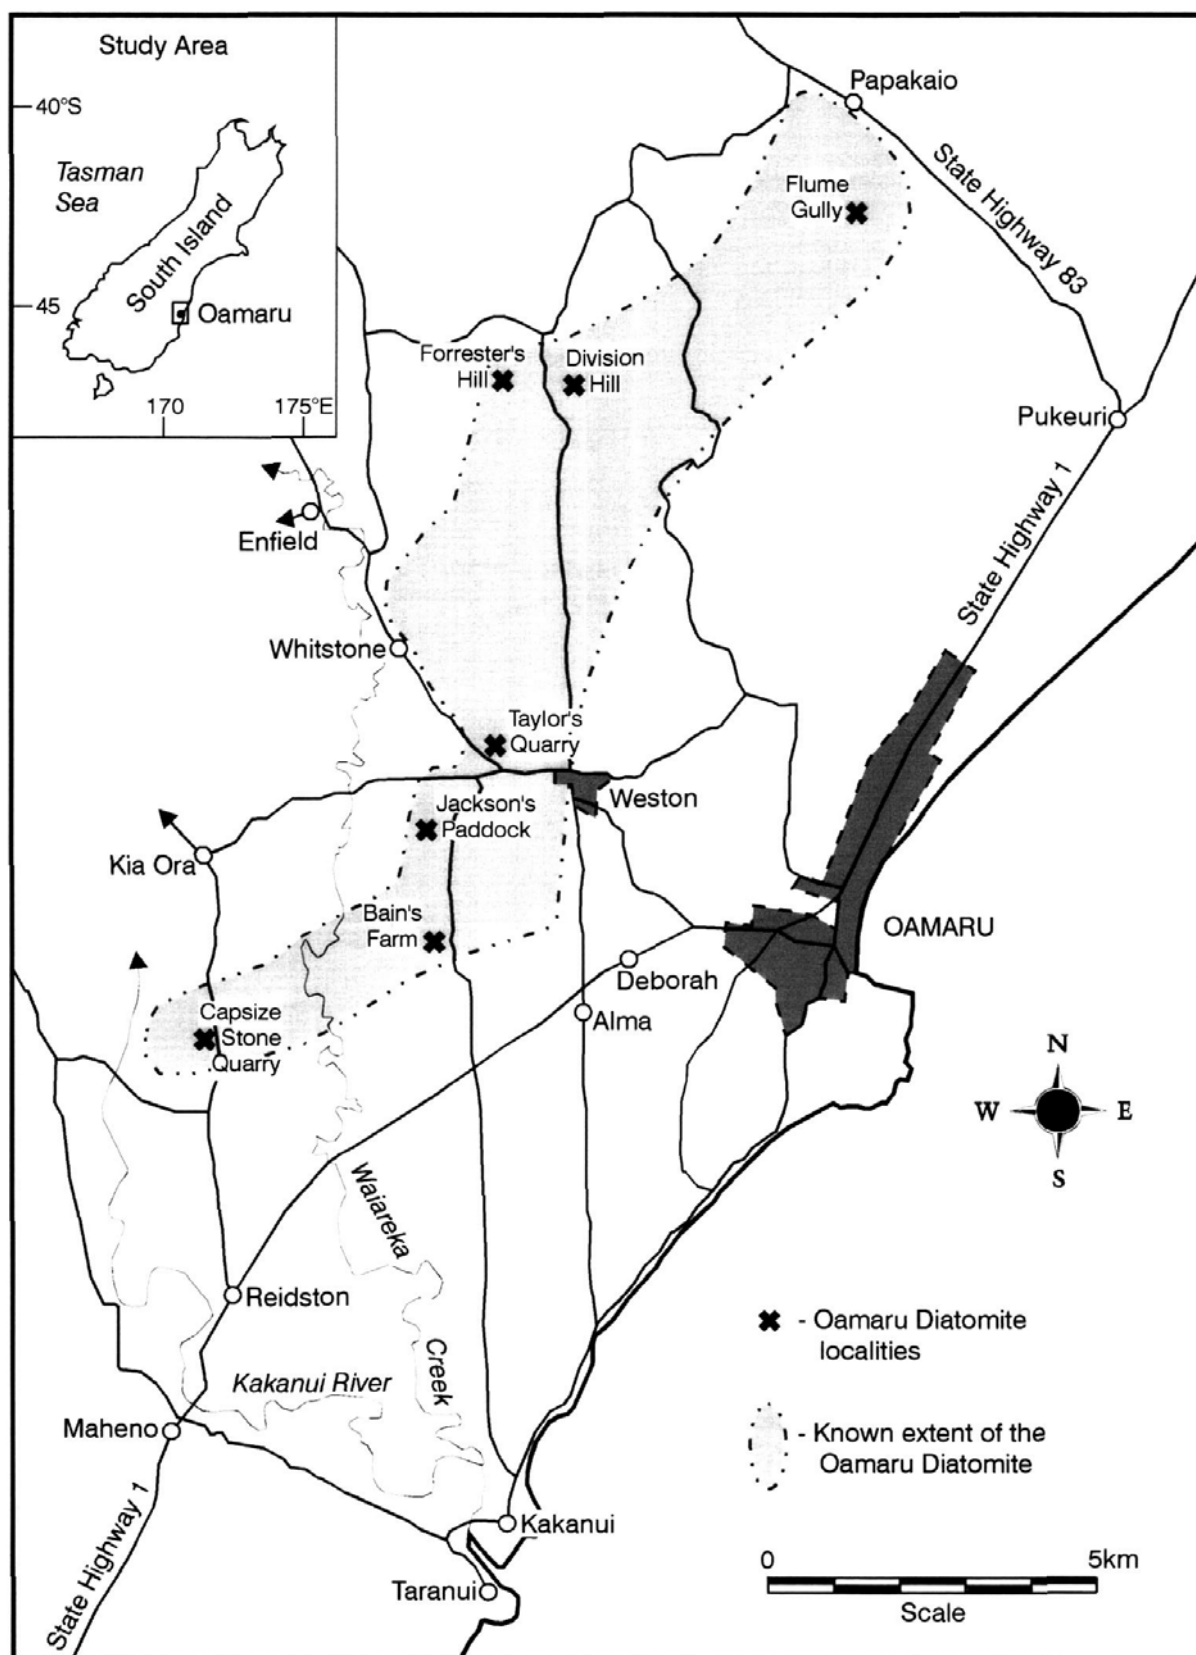 Study Area
40°S
Tasman
Sea
South Island
45
Oamaru
170
175°E
Papakaio
State Highway 83
Flume
Gully
Forrester's
Hill
Division
Hill
Pukeuri
State Highway 1
Enfield
Whitstone
Taylor's
Quarry
Weston
Jackson's
Paddock
Kia Ora
Bain's
Farm
OAMARU
Deborah
Capsize
Stone
Quarry
Alma
N
W
E
S
Waiareka
Creek
Reidston
Kakanui River
Maheno
State Highway 1
Kakanui
Taranui
- Oamaru Diatomite
localities
- Known extent of the
Oamaru Diatomite
0
5km
Scale